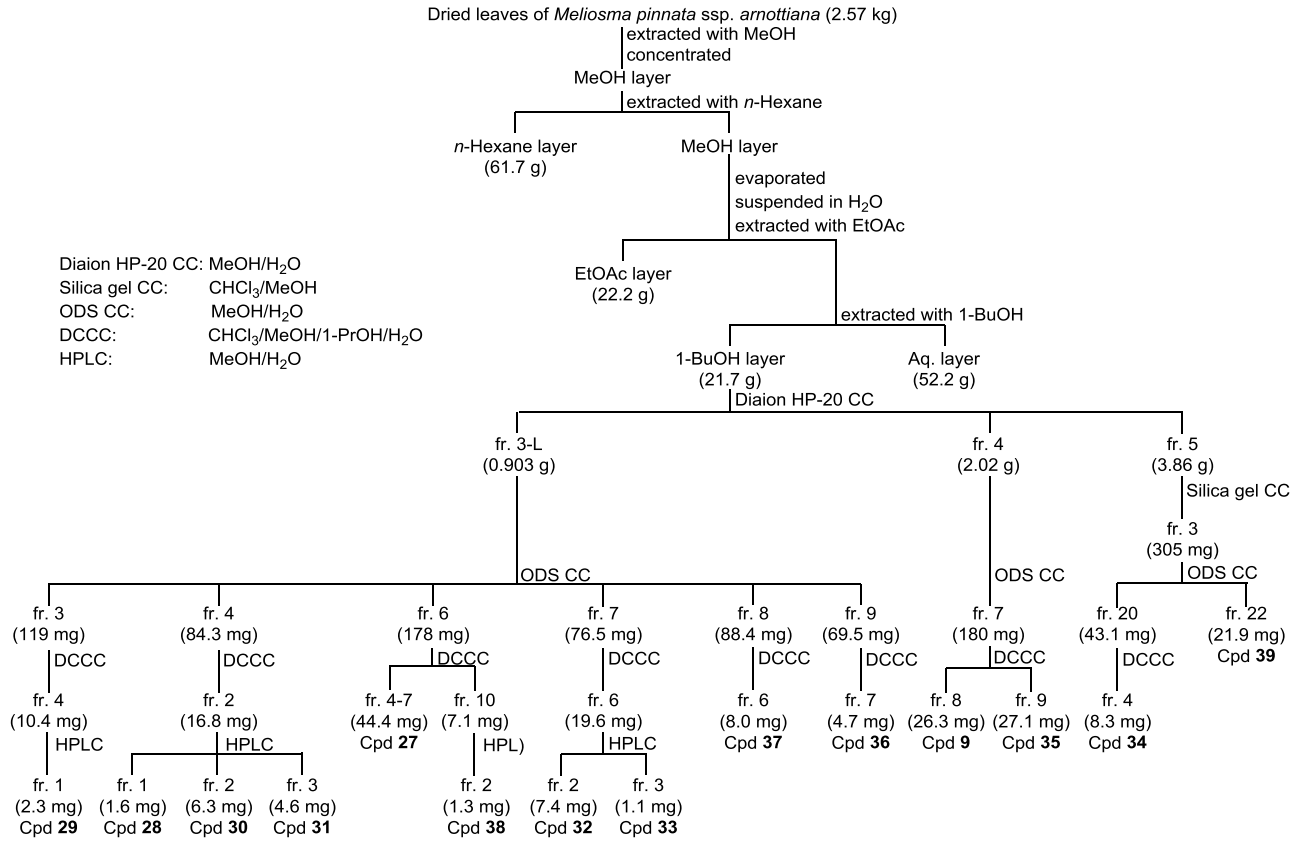 Dried leaves of Meliosma pinnata ssp. arnottiana (2.57 kg)
extracted with MeOH
concentrated
MeOH layer
extracted with n-Hexane
n-Hexane layer
(61.7 g)
MeOH layer
evaporated
suspended in H2O
extracted with EtOAc
Diaion HP-20 CC: MeOH/H2O
Silica gel CC: CHCl3/MeOH
ODS CC: MeOH/H2O
DCCC: CHCl3/MeOH/1-PrOH/H2O
HPLC: MeOH/H2O
EtOAc layer
(22.2 g)
extracted with 1-BuOH
1-BuOH layer
(21.7 g)
Aq. layer
(52.2 g)
Diaion HP-20 CC
fr. 3-L
(0.903 g)
fr. 4
(2.02 g)
fr. 5
(3.86 g)
Silica gel CC
fr. 3
(305 mg)
ODS CC
ODS CC
ODS CC
fr. 3
(119 mg)
DCCC
fr. 4
(10.4 mg)
HPLC
fr. 1
(2.3 mg)
Cpd 29
fr. 4
(84.3 mg)
DCCC
fr. 2
(16.8 mg)
HPLC
fr. 1
(1.6 mg)
Cpd 28
fr. 2
(6.3 mg)
Cpd 30
fr. 3
(4.6 mg)
Cpd 31
fr. 6
(178 mg)
DCCC
fr. 4-7
(44.4 mg)
Cpd 27
fr. 10
(7.1 mg)
HPL)
fr. 2
(1.3 mg)
Cpd 38
fr. 7
(76.5 mg)
DCCC
fr. 6
(19.6 mg)
HPLC
fr. 2
(7.4 mg)
Cpd 32
fr. 3
(1.1 mg)
Cpd 33
fr. 8
(88.4 mg)
DCCC
fr. 6
(8.0 mg)
Cpd 37
fr. 9
(69.5 mg)
DCCC
fr. 7
(4.7 mg)
Cpd 36
fr. 7
(180 mg)
DCCC
fr. 8
(26.3 mg)
Cpd 9
fr. 9
(27.1 mg)
Cpd 35
fr. 20
(43.1 mg)
DCCC
fr. 4
(8.3 mg)
Cpd 34
fr. 22
(21.9 mg)
Cpd 39